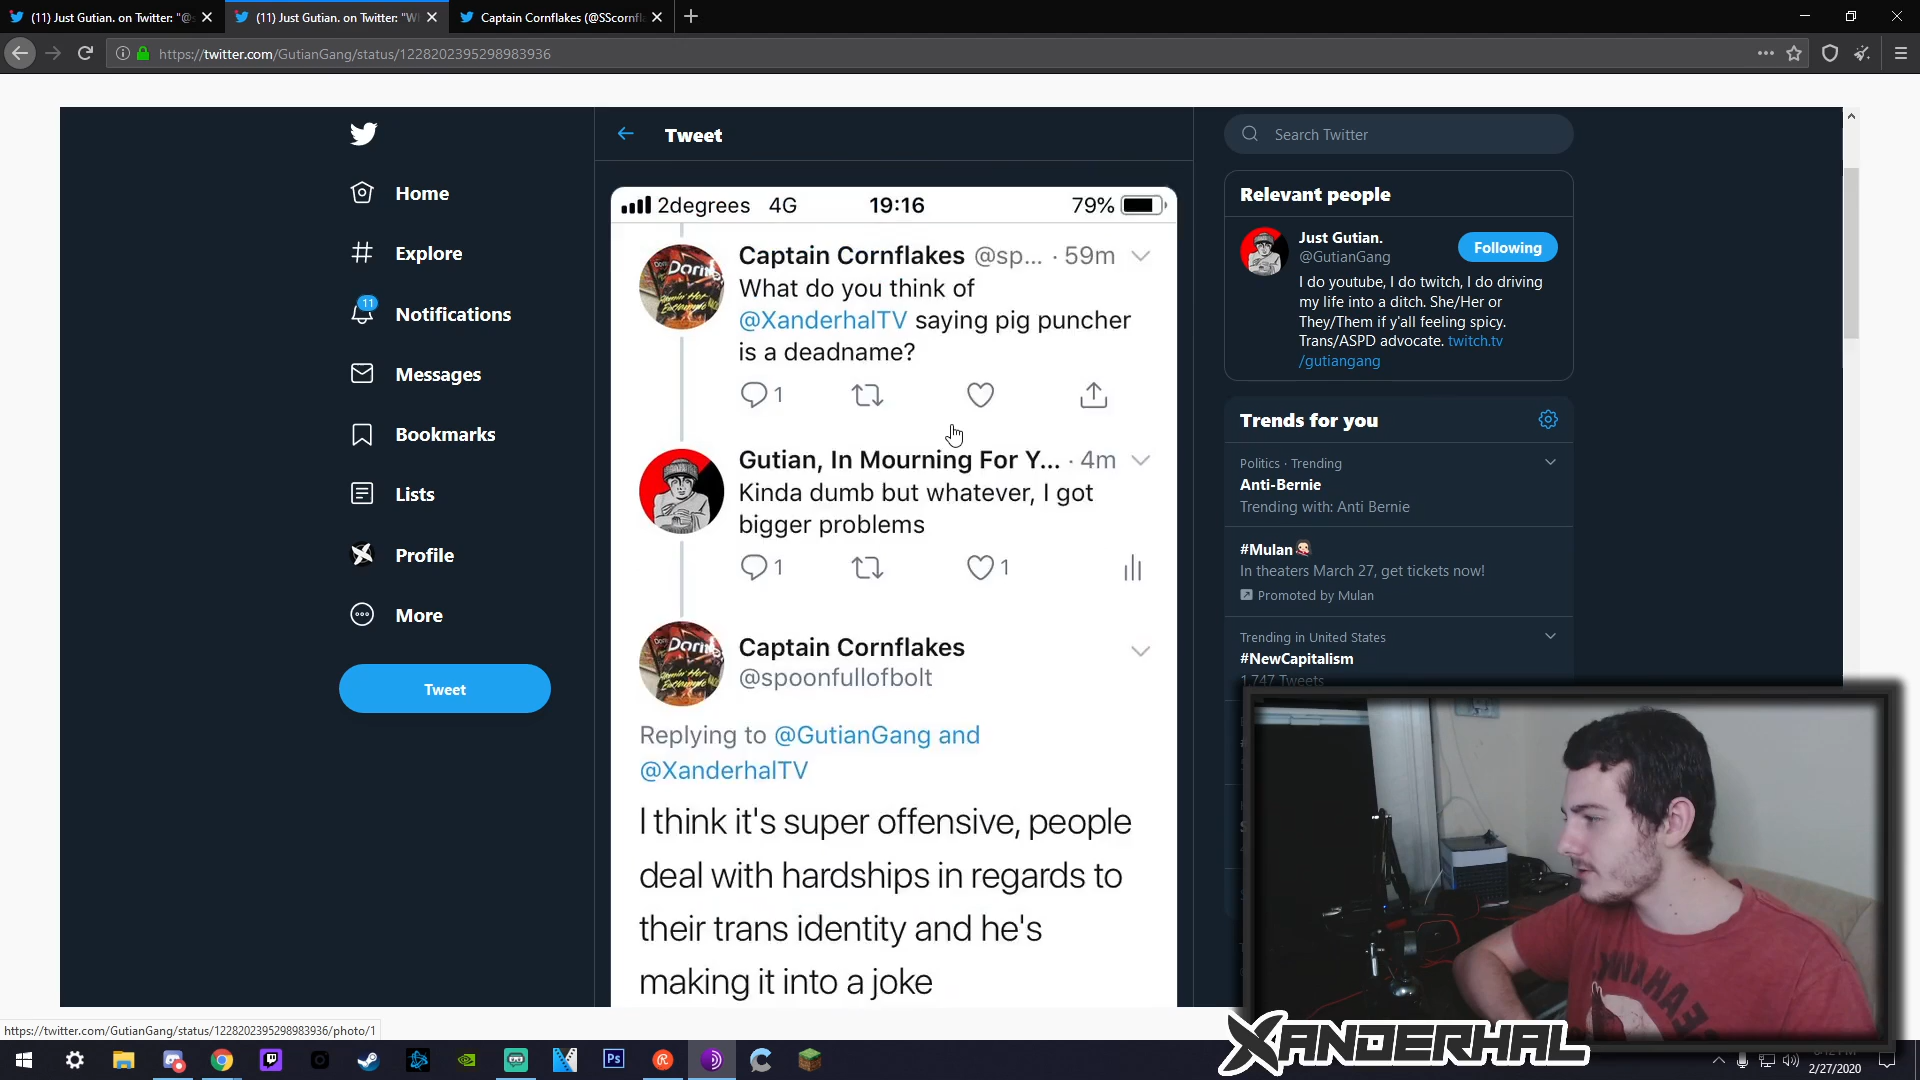 (11) Just Gutian. on Twitter: "@
(11) Just Gutian. on Twitter: "W
Captain Cornflakes (@SScornfl
https://twitter.com/GutianGang/status/1228202395298983936
Tweet
Search Twitter
Home
Explore
11
Notifications
Messages
Bookmarks
Lists
Profile
More
Tweet
2degrees 4G 19:16 79%
Captain Cornflakes @sp... · 59m
What do you think of
@XanderhalTV saying pig puncher
is a deadname?
1
Gutian, In Mourning For Y... · 4m
Kinda dumb but whatever, I got
bigger problems
1 1
Captain Cornflakes
@spoonfullofbolt
Replying to @GutianGang and
@XanderhalTV
I think it's super offensive, people
deal with hardships in regards to
their trans identity and he's
making it into a joke
Relevant people
Just Gutian.
@GutianGang
Following
I do youtube, I do twitch, I do driving
my life into a ditch. She/Her or
They/Them if y'all feeling spicy.
Trans/ASPD advocate. twitch.tv
/gutiangang
Trends for you
Politics · Trending
Anti-Bernie
Trending with: Anti Bernie
#Mulan
In theaters March 27, get tickets now!
Promoted by Mulan
Trending in United States
#NewCapitalism
1,747 Tweets
https://twitter.com/GutianGang/status/1228202395298983936/photo/1
XANDERHAL
Ps
2/27/2020